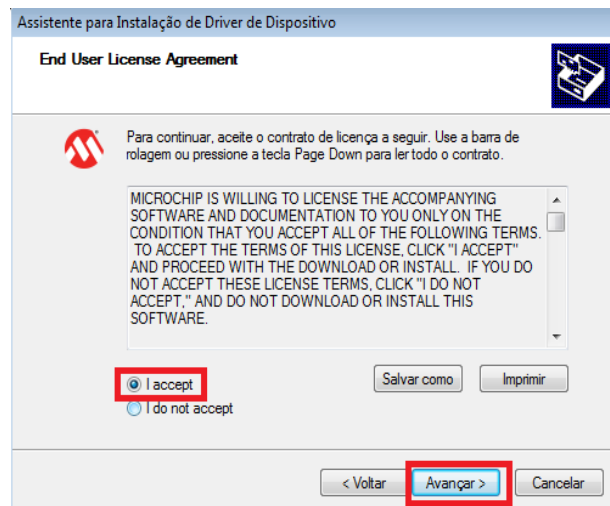 Assistente para Instalação de Driver de Dispositivo
End User License Agreement
Para continuar, aceite o contrato de licença a seguir. Use a barra de
rolagem ou pressione a tecla Page Down para ler todo o contrato.
MICROCHIP IS WILLING TO LICENSE THE ACCOMPANYING
SOFTWARE AND DOCUMENTATION TO YOU ONLY ON THE
CONDITION THAT YOU ACCEPT ALL OF THE FOLLOWING TERMS.
TO ACCEPT THE TERMS OF THIS LICENSE, CLICK "I ACCEPT"
AND PROCEED WITH THE DOWNLOAD OR INSTALL.  IF YOU DO
NOT ACCEPT THESE LICENSE TERMS, CLICK "I DO NOT
ACCEPT," AND DO NOT DOWNLOAD OR INSTALL THIS
SOFTWARE.
I accept
Salvar como
Imprimir
I do not accept
< Voltar
Avançar >
Cancelar